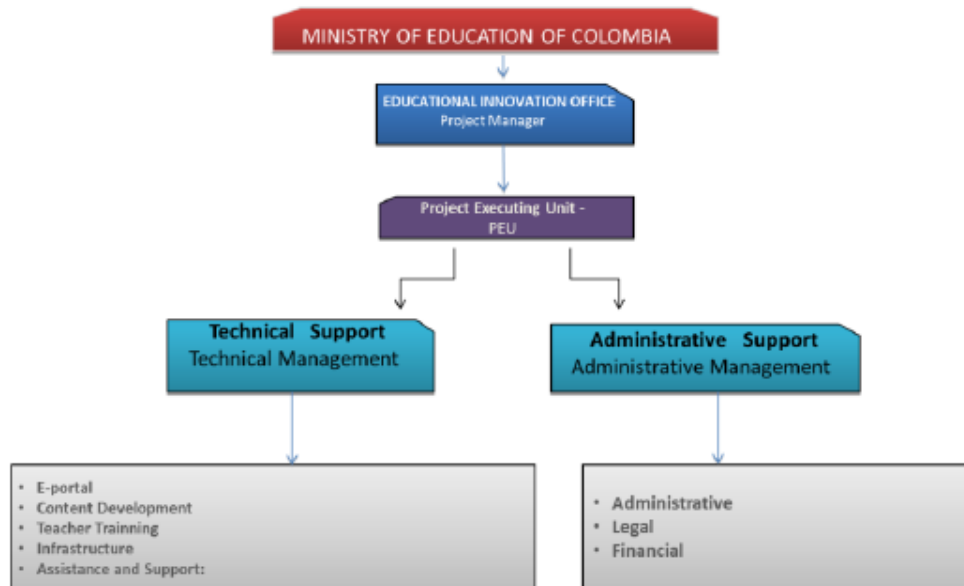 MINISTRY OF EDUCATION OF COLOMBIA
EDUCATIONAL INNOVATION OFFICE
Project Manager
Project Executing Unit -
PEU
Technical Support
Technical Management
Administrative Support
Administrative Management
• E-portal
• Content Development
• Teacher Trainning
• Infrastructure
• Assistance and Support:
• Administrative
• Legal
• Financial